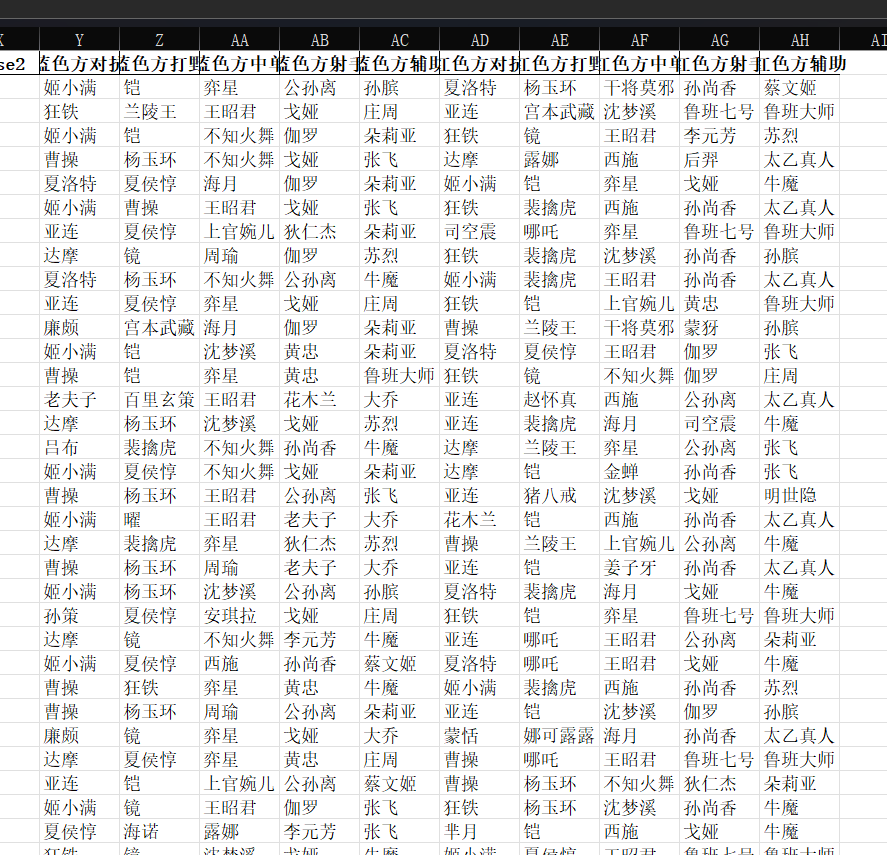 Y Z AA AB AC AD AE AF AG AH
se2 蓝色方对抗 蓝色方打野 蓝色方中单 蓝色方射手 蓝色方辅助 红色方对抗 红色方打野 红色方中单 红色方射手 红色方辅助
姬小满 铠 弈星 公孙离 孙膑 夏洛特 杨玉环 干将莫邪 孙尚香 蔡文姬
狂铁 兰陵王 王昭君 戈娅 庄周 亚连 宫本武藏 沈梦溪 鲁班七号 鲁班大师
姬小满 铠 不知火舞 伽罗 朵莉亚 狂铁 镜 王昭君 李元芳 苏烈
曹操 杨玉环 不知火舞 戈娅 张飞 达摩 露娜 西施 后羿 太乙真人
夏洛特 夏侯惇 海月 伽罗 朵莉亚 姬小满 铠 弈星 戈娅 牛魔
姬小满 曹操 王昭君 戈娅 张飞 狂铁 裴擒虎 西施 孙尚香 太乙真人
亚连 夏侯惇 上官婉儿 狄仁杰 朵莉亚 司空震 哪吒 弈星 鲁班七号 鲁班大师
达摩 镜 周瑜 伽罗 苏烈 狂铁 裴擒虎 沈梦溪 孙尚香 孙膑
夏洛特 杨玉环 不知火舞 公孙离 牛魔 姬小满 裴擒虎 王昭君 孙尚香 太乙真人
亚连 夏侯惇 弈星 戈娅 庄周 狂铁 铠 上官婉儿 黄忠 鲁班大师
廉颇 宫本武藏 海月 伽罗 朵莉亚 曹操 兰陵王 干将莫邪 蒙犽 孙膑
姬小满 铠 沈梦溪 黄忠 朵莉亚 夏洛特 夏侯惇 王昭君 伽罗 张飞
曹操 铠 弈星 黄忠 鲁班大师 狂铁 镜 不知火舞 伽罗 庄周
老夫子 百里玄策 王昭君 花木兰 大乔 亚连 赵怀真 西施 公孙离 太乙真人
达摩 杨玉环 沈梦溪 戈娅 苏烈 亚连 裴擒虎 海月 司空震 牛魔
吕布 裴擒虎 不知火舞 孙尚香 牛魔 达摩 兰陵王 弈星 公孙离 张飞
姬小满 夏侯惇 不知火舞 戈娅 朵莉亚 达摩 铠 金蝉 孙尚香 张飞
曹操 杨玉环 王昭君 公孙离 张飞 亚连 猪八戒 沈梦溪 戈娅 明世隐
姬小满 曜 王昭君 老夫子 大乔 花木兰 铠 西施 孙尚香 太乙真人
达摩 裴擒虎 弈星 狄仁杰 苏烈 曹操 兰陵王 上官婉儿 公孙离 牛魔
曹操 杨玉环 周瑜 老夫子 大乔 亚连 铠 姜子牙 孙尚香 太乙真人
姬小满 杨玉环 沈梦溪 公孙离 孙膑 夏洛特 裴擒虎 海月 戈娅 牛魔
孙策 夏侯惇 安琪拉 戈娅 庄周 狂铁 铠 弈星 鲁班七号 鲁班大师
达摩 镜 不知火舞 李元芳 牛魔 亚连 哪吒 王昭君 公孙离 朵莉亚
姬小满 夏侯惇 西施 孙尚香 蔡文姬 夏洛特 哪吒 王昭君 戈娅 牛魔
曹操 狂铁 弈星 黄忠 牛魔 姬小满 裴擒虎 西施 孙尚香 苏烈
曹操 杨玉环 周瑜 公孙离 朵莉亚 亚连 铠 沈梦溪 伽罗 孙膑
廉颇 镜 弈星 戈娅 大乔 蒙恬 娜可露露 海月 孙尚香 太乙真人
达摩 夏侯惇 弈星 黄忠 庄周 曹操 哪吒 王昭君 鲁班七号 鲁班大师
亚连 铠 上官婉儿 公孙离 蔡文姬 曹操 杨玉环 不知火舞 狄仁杰 朵莉亚
姬小满 镜 王昭君 伽罗 张飞 狂铁 杨玉环 沈梦溪 孙尚香 牛魔
夏侯惇 海诺 露娜 李元芳 张飞 芈月 铠 西施 戈娅 牛魔
狂铁 镜 沈梦溪 戈娅 牛魔 姬小满 夏侯惇 王昭君 鲁班七号 鲁班大师